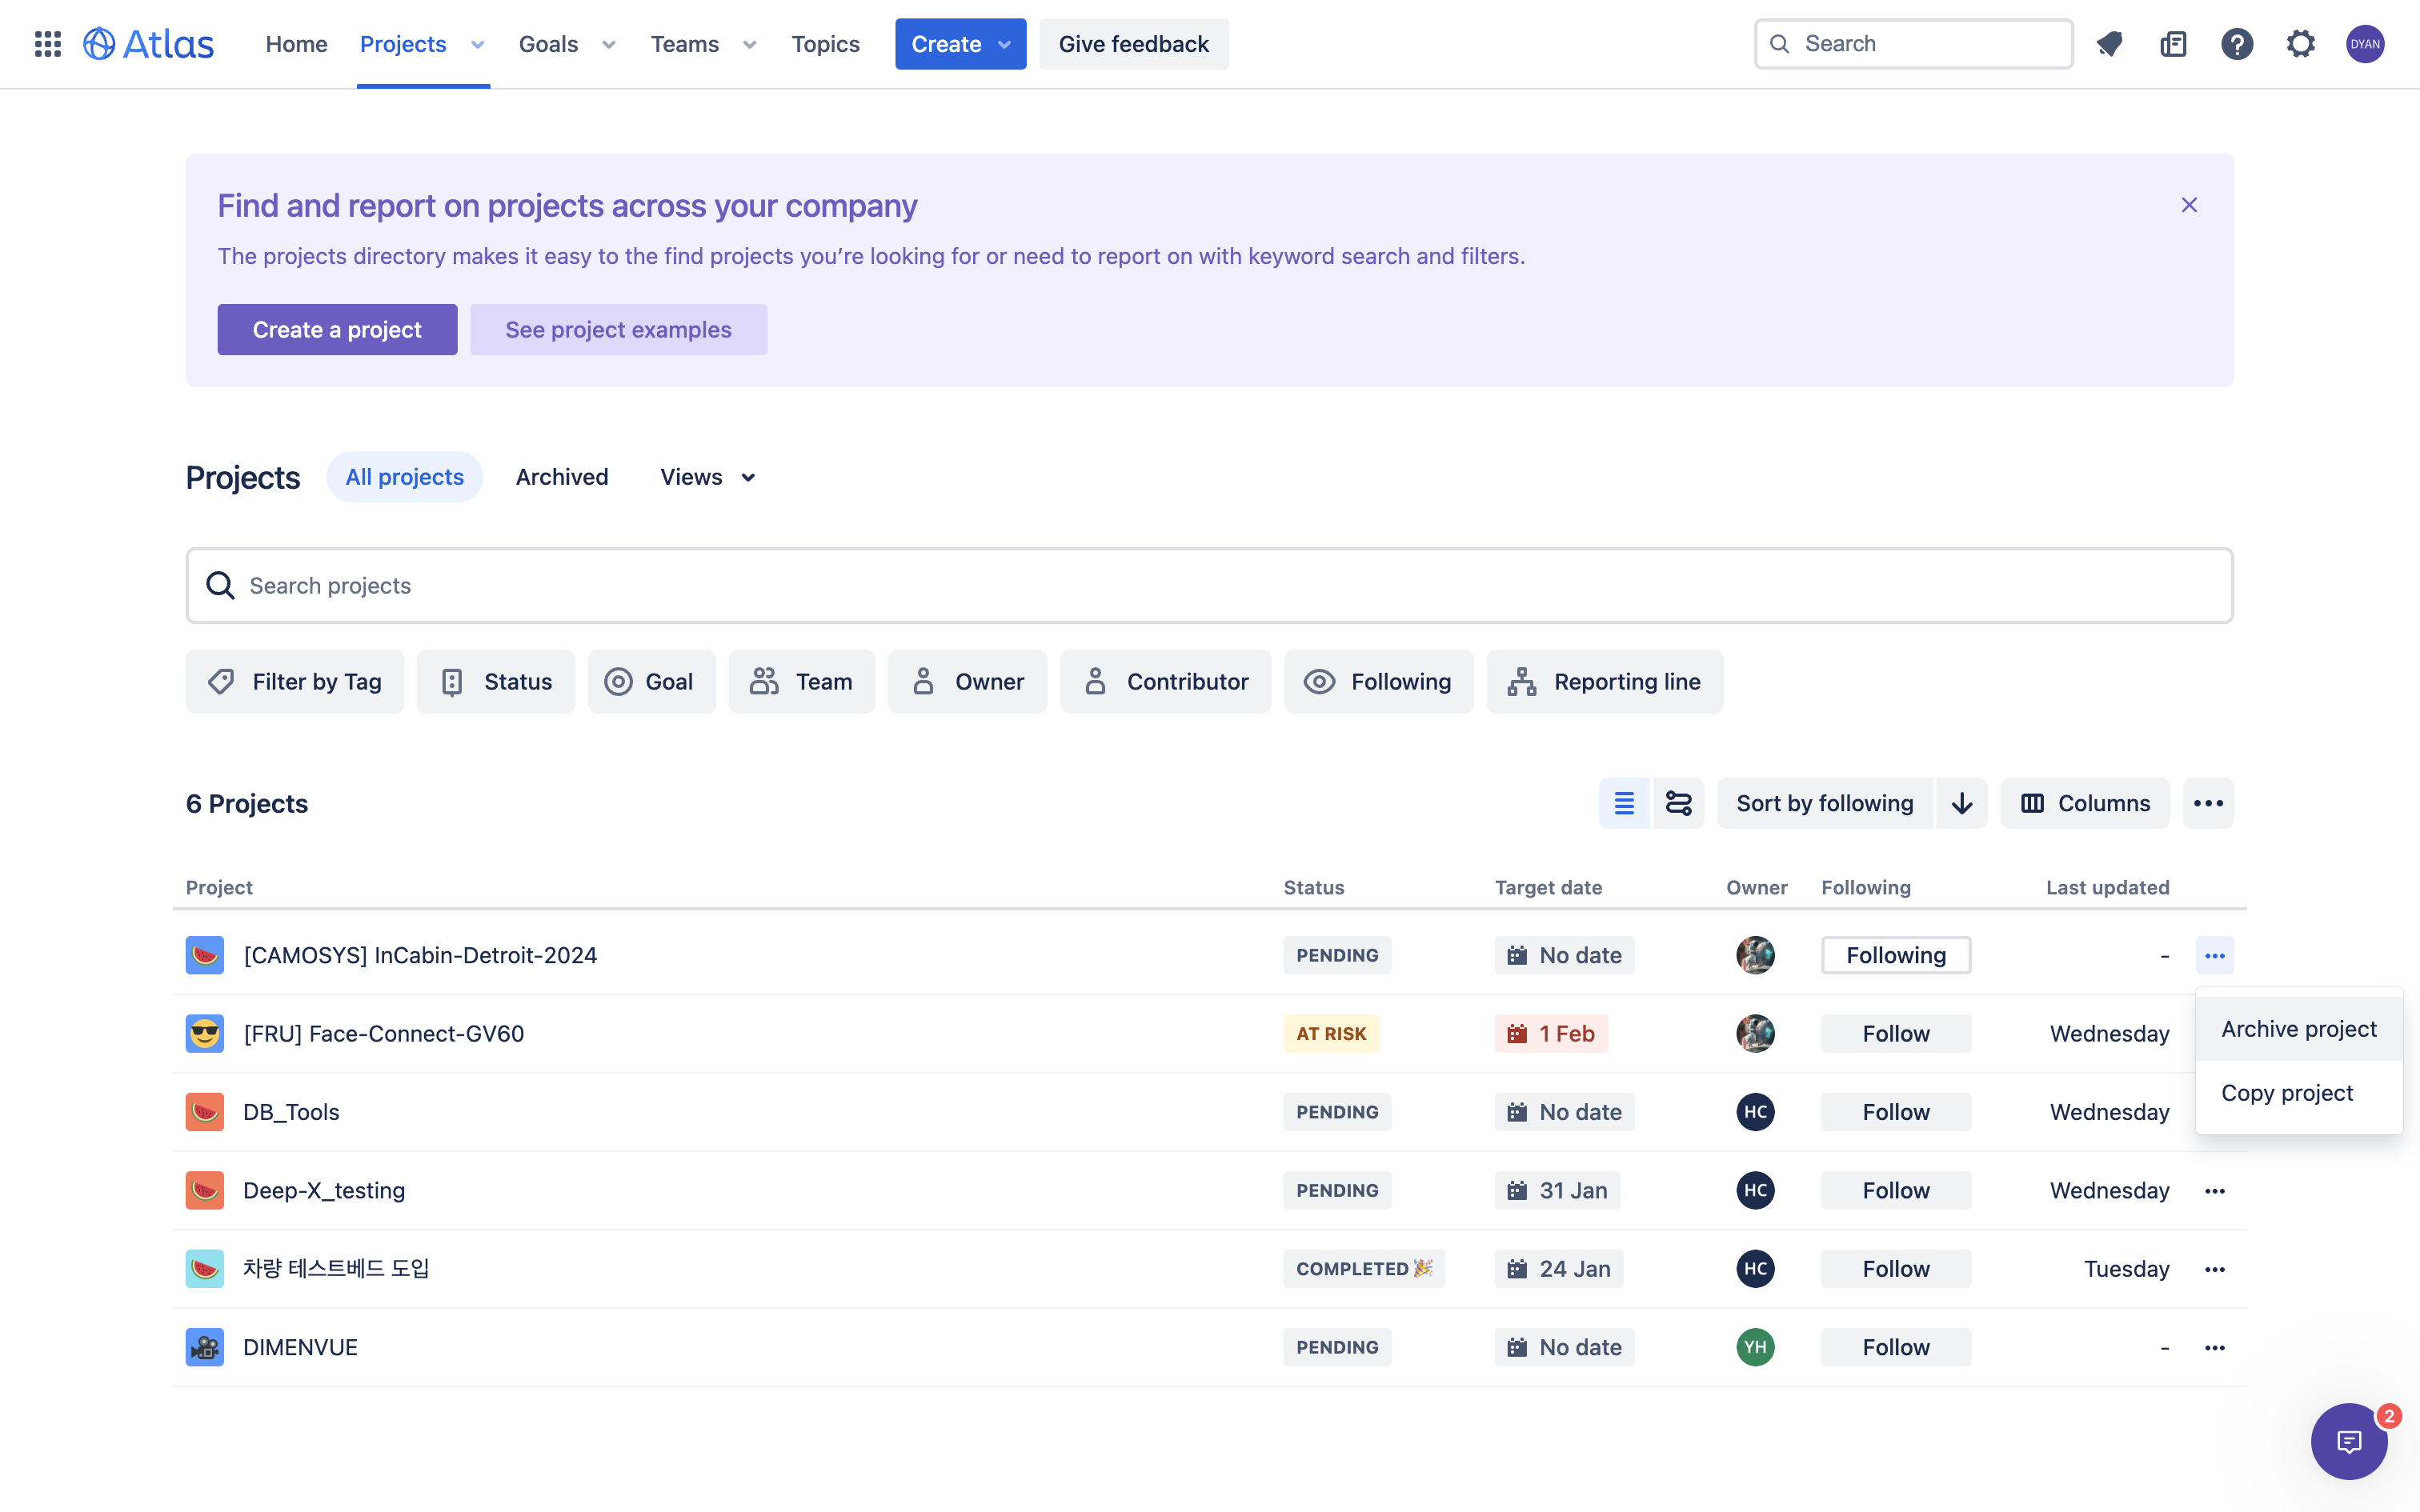 Atlas Home Projects Goals Teams Topics Create Give feedback Search DYAN
Find and report on projects across your company
The projects directory makes it easy to the find projects you’re looking for or need to report on with keyword search and filters.
Create a project See project examples
Projects All projects Archived Views
Search projects
Filter by Tag Status Goal Team Owner Contributor Following Reporting line
6 Projects Sort by following Columns
Project Status Target date Owner Following Last updated
[CAMOSYS] InCabin-Detroit-2024 PENDING No date Following -
[FRU] Face-Connect-GV60 AT RISK 1 Feb Follow Wednesday
Archive project
DB_Tools PENDING No date HC Follow Wednesday
Copy project
Deep-X_testing PENDING 31 Jan HC Follow Wednesday
차량 테스트베드 도입 COMPLETED🎉 24 Jan HC Follow Tuesday
DIMENVUE PENDING No date YH Follow -
2